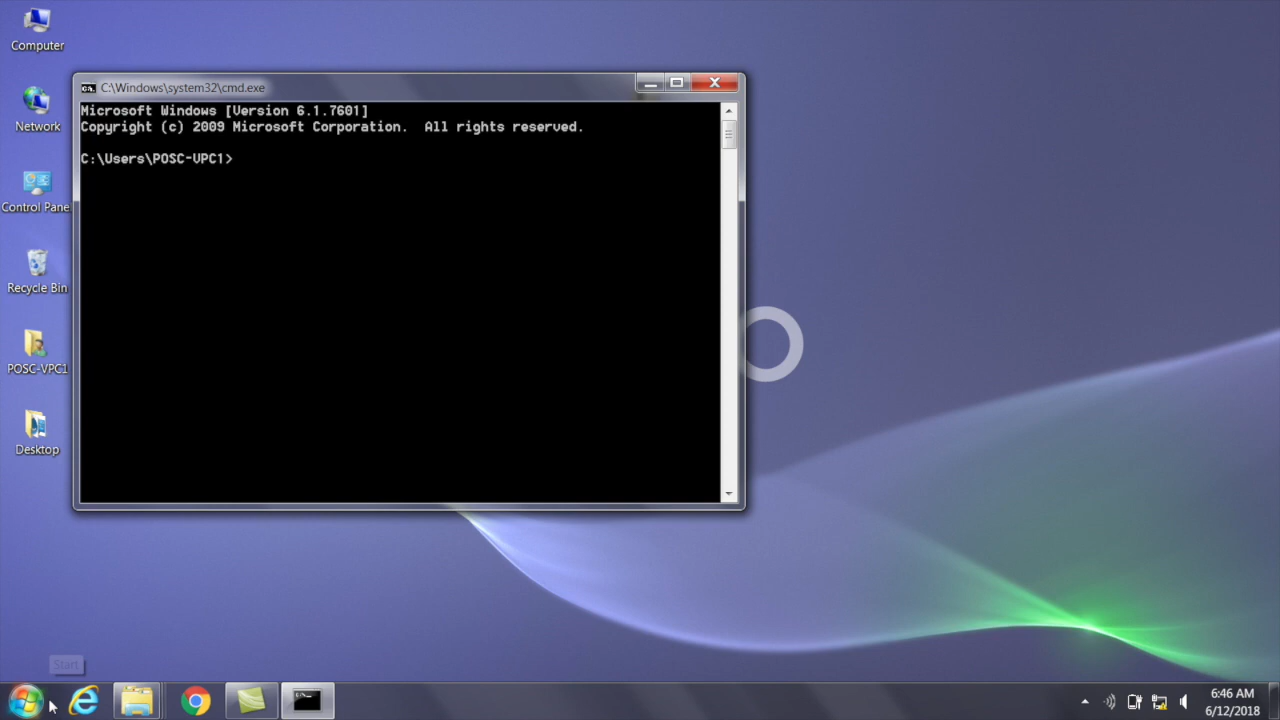 Computer
Network
Control Pane
Recycle Bin
POSC-VPC1
Desktop
C:\Windows\system32\cmd.exe
Microsoft Windows [Version 6.1.7601]
Copyright (c) 2009 Microsoft Corporation.  All rights reserved.
C:\Users\POSC-VPC1>
Start
6:46 AM
6/12/2018